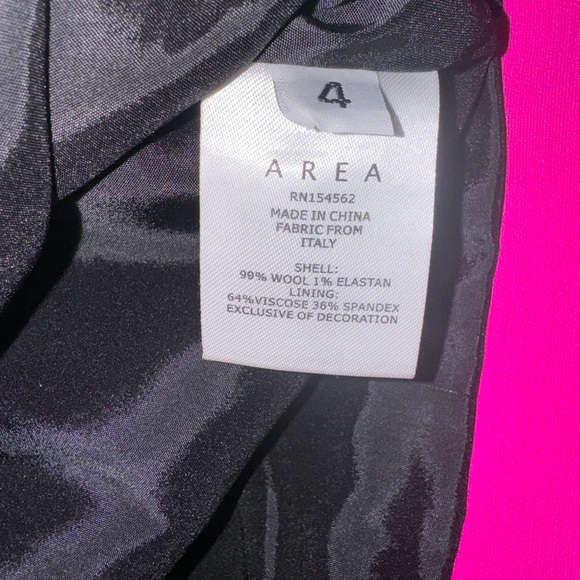 4
AREA
RN154562
MADE IN CHINA
FABRIC FROM
ITALY
SHELL:
99% WOOL 1% ELASTAN
LINING:
64%VISCOSE 36% SPANDEX
EXCLUSIVE OF DECORATION